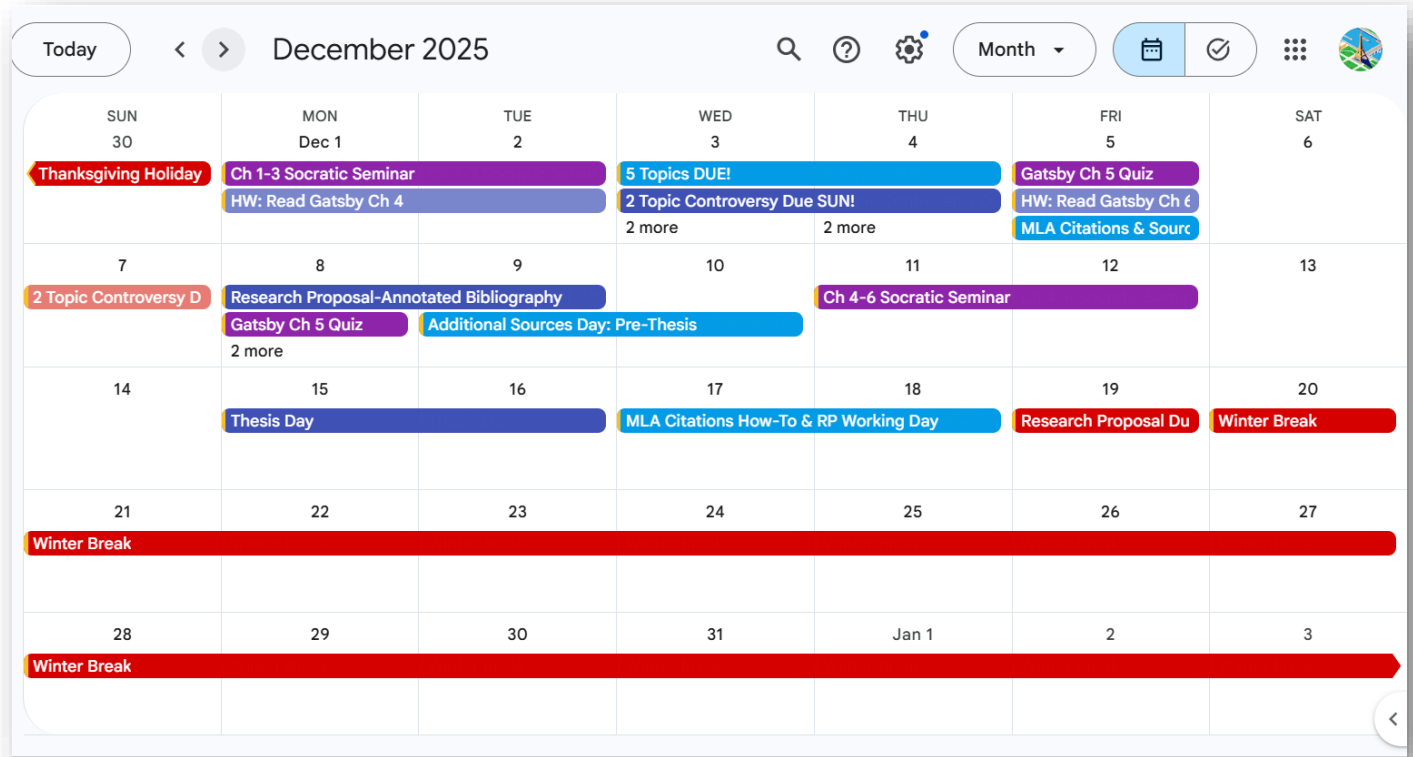 Today
December 2025
Month
SUN MON TUE WED THU FRI SAT
30 Dec 1 2 3 4 5 6
Thanksgiving Holiday Ch 1-3 Socratic Seminar 5 Topics DUE! Gatsby Ch 5 Quiz
HW: Read Gatsby Ch 4 2 Topic Controversy Due SUN! HW: Read Gatsby Ch
2 more 2 more MLA Citations & Sourc
7 8 9 10 11 12 13
2 Topic Controversy D Research Proposal-Annotated Bibliography Ch 4-6 Socratic Seminar
Gatsby Ch 5 Quiz Additional Sources Day: Pre-Thesis
2 more
14 15 16 17 18 19 20
Thesis Day MLA Citations How-To & RP Working Day Research Proposal Du Winter Break
21 22 23 24 25 26 27
Winter Break
28 29 30 31 Jan 1 2 3
Winter Break